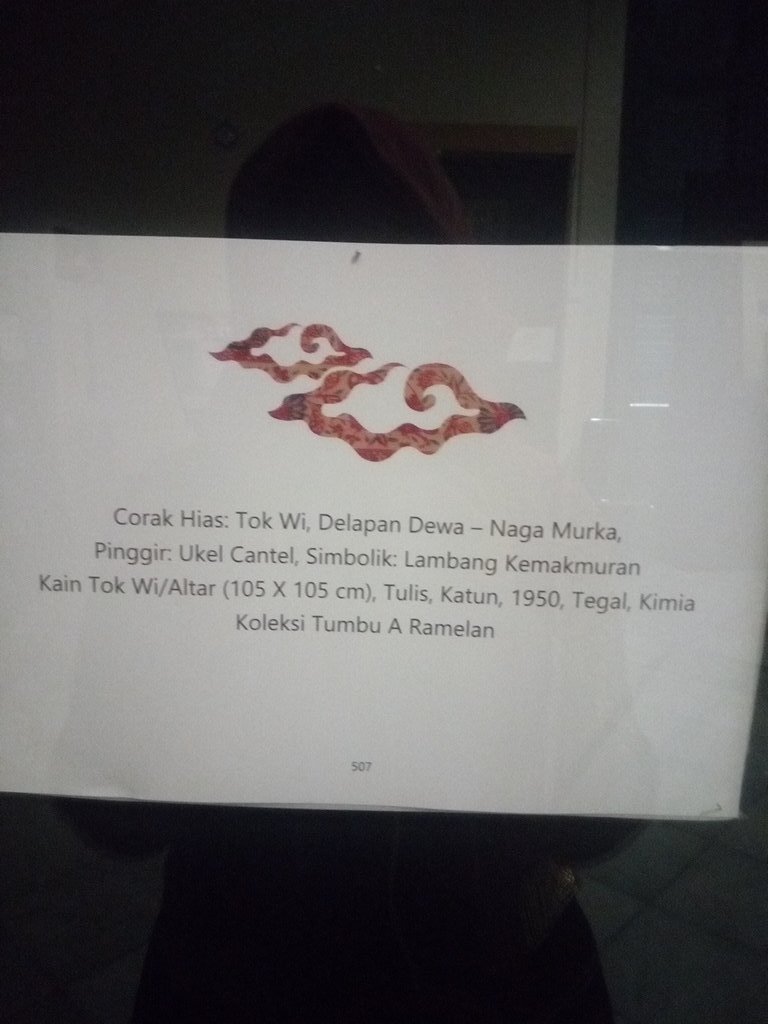 Corak Hias: Tok Wi, Delapan Dewa – Naga Murka,
Pinggir: Ukel Cantel, Simbolik: Lambang Kemakmuran
Kain Tok Wi/Altar (105 X 105 cm), Tulis, Katun, 1950, Tegal, Kimia
Koleksi Tumbu A Ramelan
507